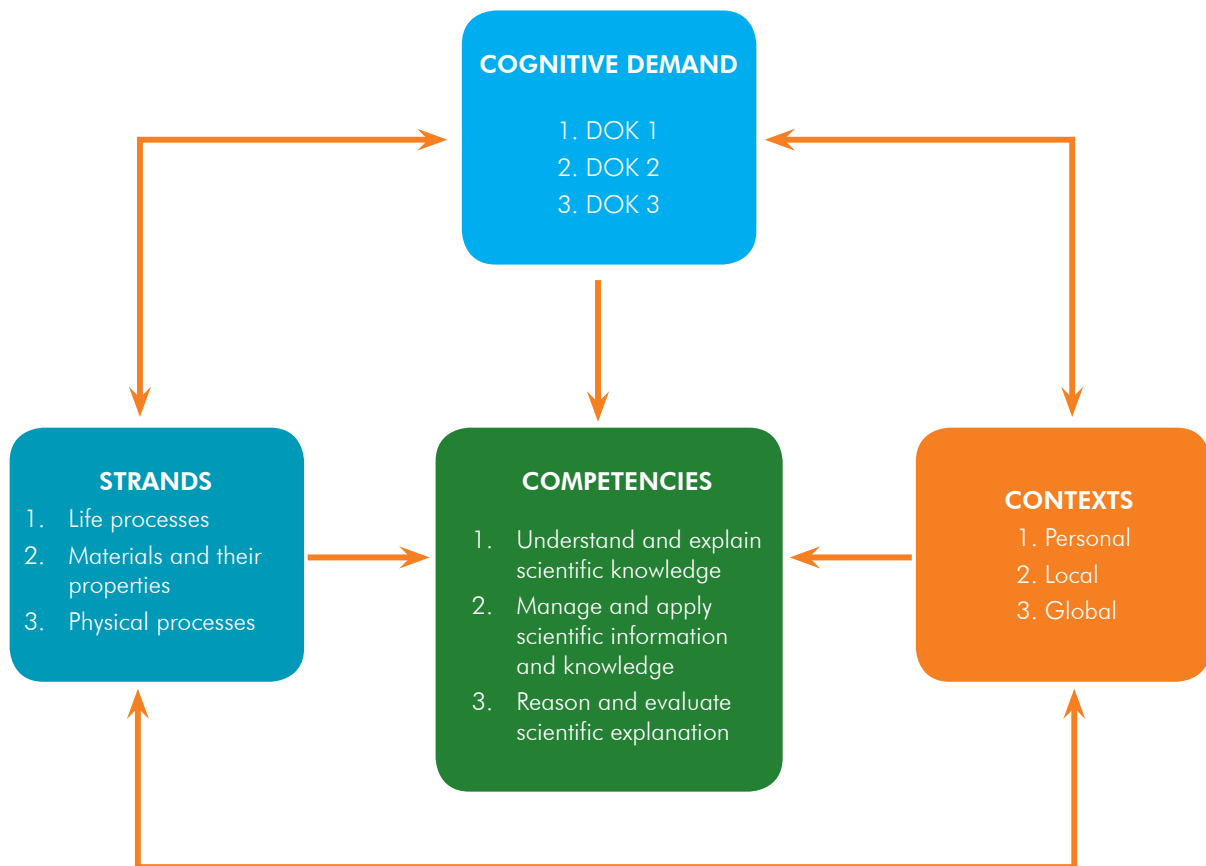 COGNITIVE DEMAND
1. DOK 1
2. DOK 2
3. DOK 3
STRANDS
1. Life processes
2. Materials and their
properties
3. Physical processes
COMPETENCIES
1. Understand and explain
scientific knowledge
2. Manage and apply
scientific information
and knowledge
3. Reason and evaluate
scientific explanation
CONTEXTS
1. Personal
2. Local
3. Global